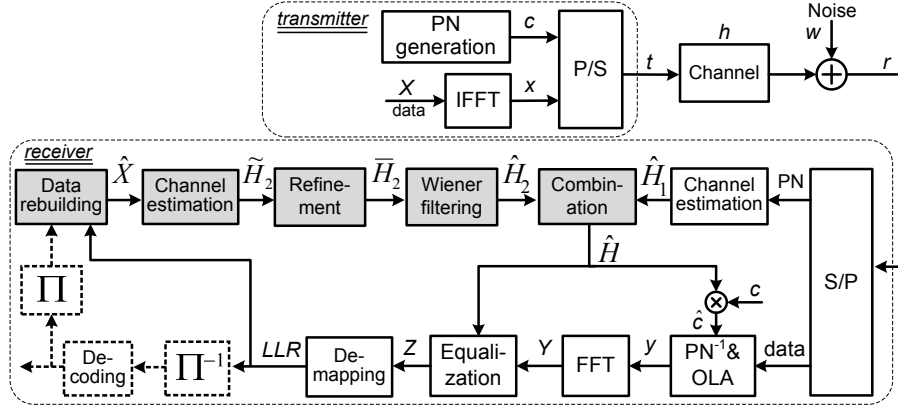 transmitter
PN
generation
c
X
data
IFFT
x
P/S
t
h
Channel
Noise
w
+
r
receiver
Data
rebuilding
X̂
Channel
estimation
H̃₂
Refine-
ment
H̅₂
Wiener
filtering
Ĥ₂
Combin-
ation
Ĥ₁
Channel
estimation
PN
S/P
Ĥ
×
c
ĉ
Π
De-
coding
Π⁻¹
LLR
De-
mapping
Z
Equali-
zation
Y
FFT
y
PN⁻¹&
OLA
data